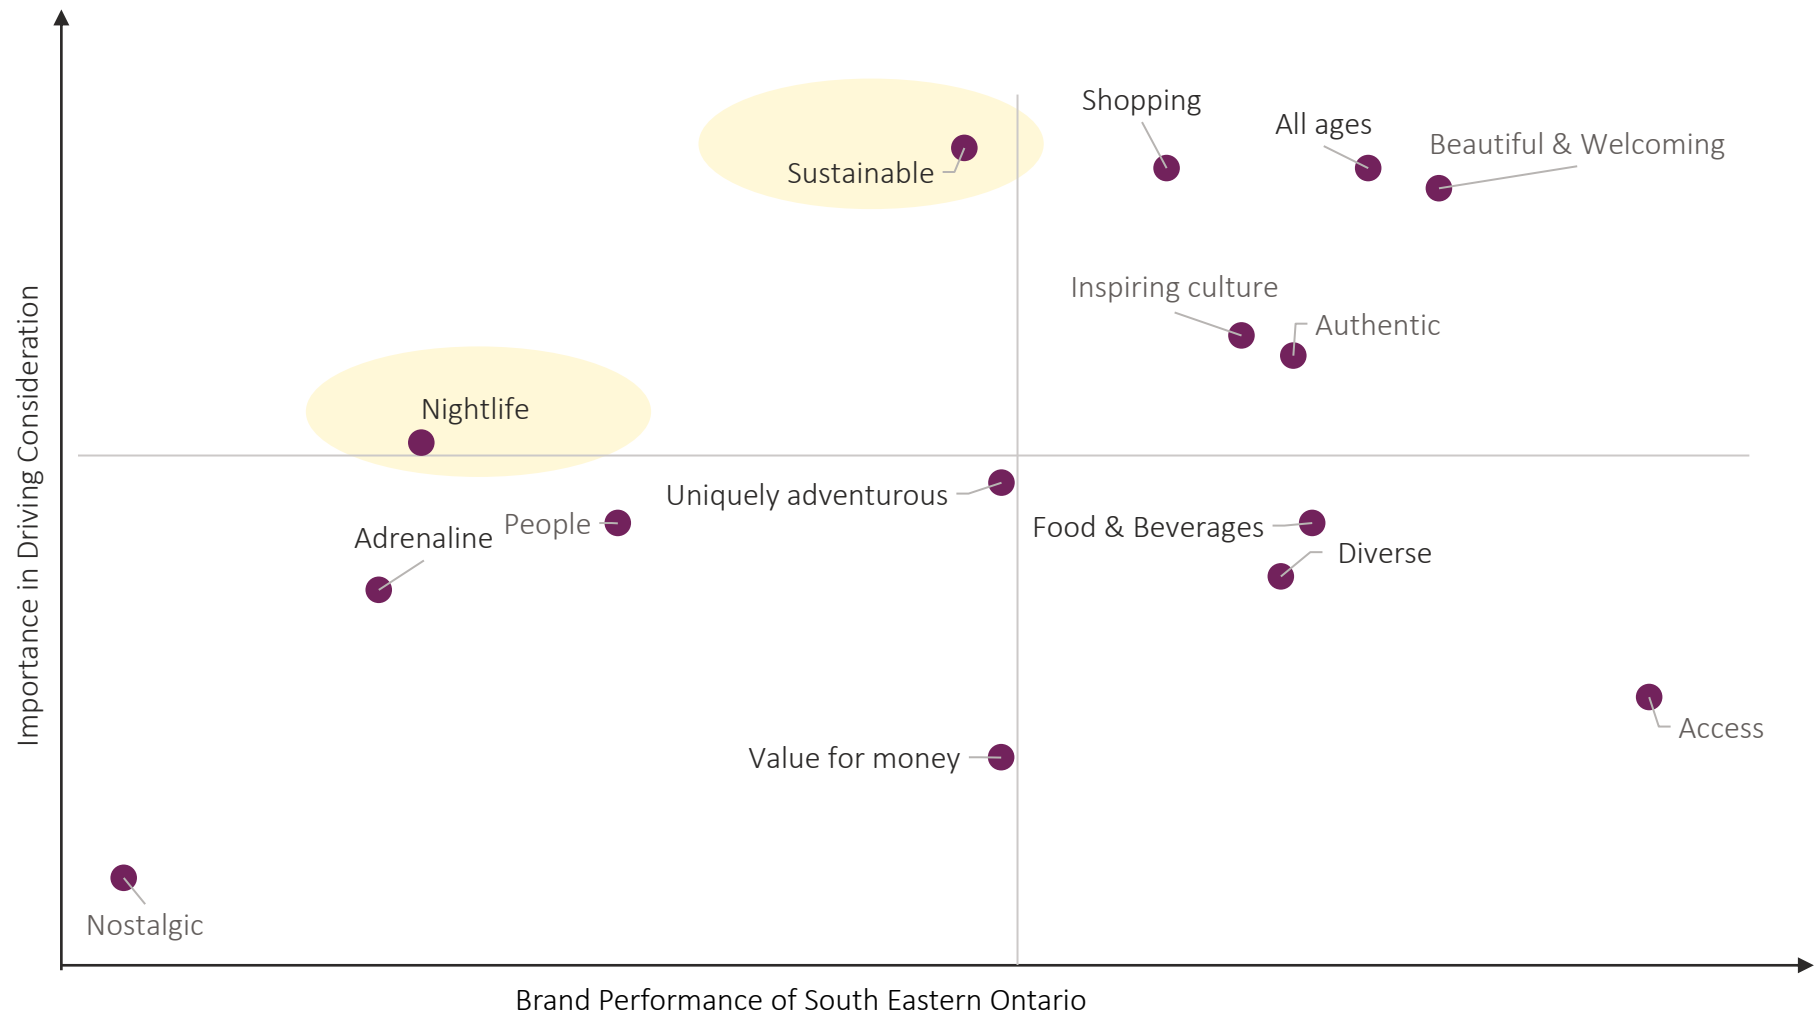 Shopping
All ages
Beautiful & Welcoming
Sustainable
Inspiring culture
Authentic
Nightlife
Uniquely adventurous
People
Adrenaline
Food & Beverages
Diverse
Access
Value for money
Nostalgic
Importance in Driving Consideration
Brand Performance of South Eastern Ontario